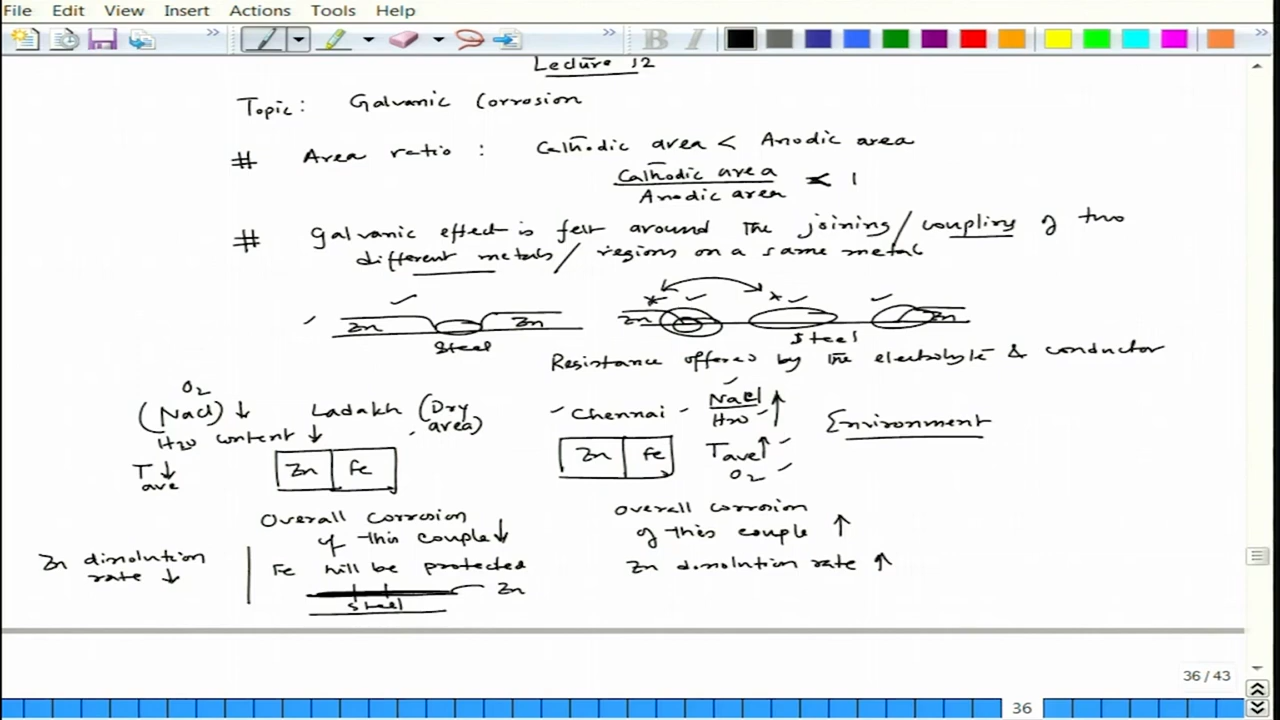 File Edit View Insert Actions Tools Help
Lecture 12
Topic: Galvanic Corrosion
# Area ratio : Cathodic area < Anodic area
Cathodic area
Anodic area
< 1
# Galvanic effect is felt around the joining / coupling of two
different metals / regions on a same metal
Zn Zn
Steel
Zn Zn
Steel
Resistance offered by the electrolyte & conductor
O2
(NaCl) ↓ Ladakh (Dry area)
H2O content ↓
T ave ↓
Zn Fe
Chennai NaCl ↑
H2O
Tave ↑
O2
Zn Fe
Environment
Overall corrosion
of this couple ↓
Fe will be protected
Zn dissolution
rate ↓
Zn
Steel
Overall corrosion
of this couple ↑
Zn dissolution rate ↑
36 / 43
36